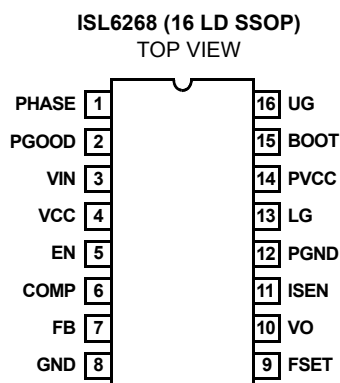 ISL6268 (16 LD SSOP)
TOP VIEW
PHASE 1 16 UG
PGOOD 2 15 BOOT
VIN 3 14 PVCC
VCC 4 13 LG
EN 5 12 PGND
COMP 6 11 ISEN
FB 7 10 VO
GND 8 9 FSET